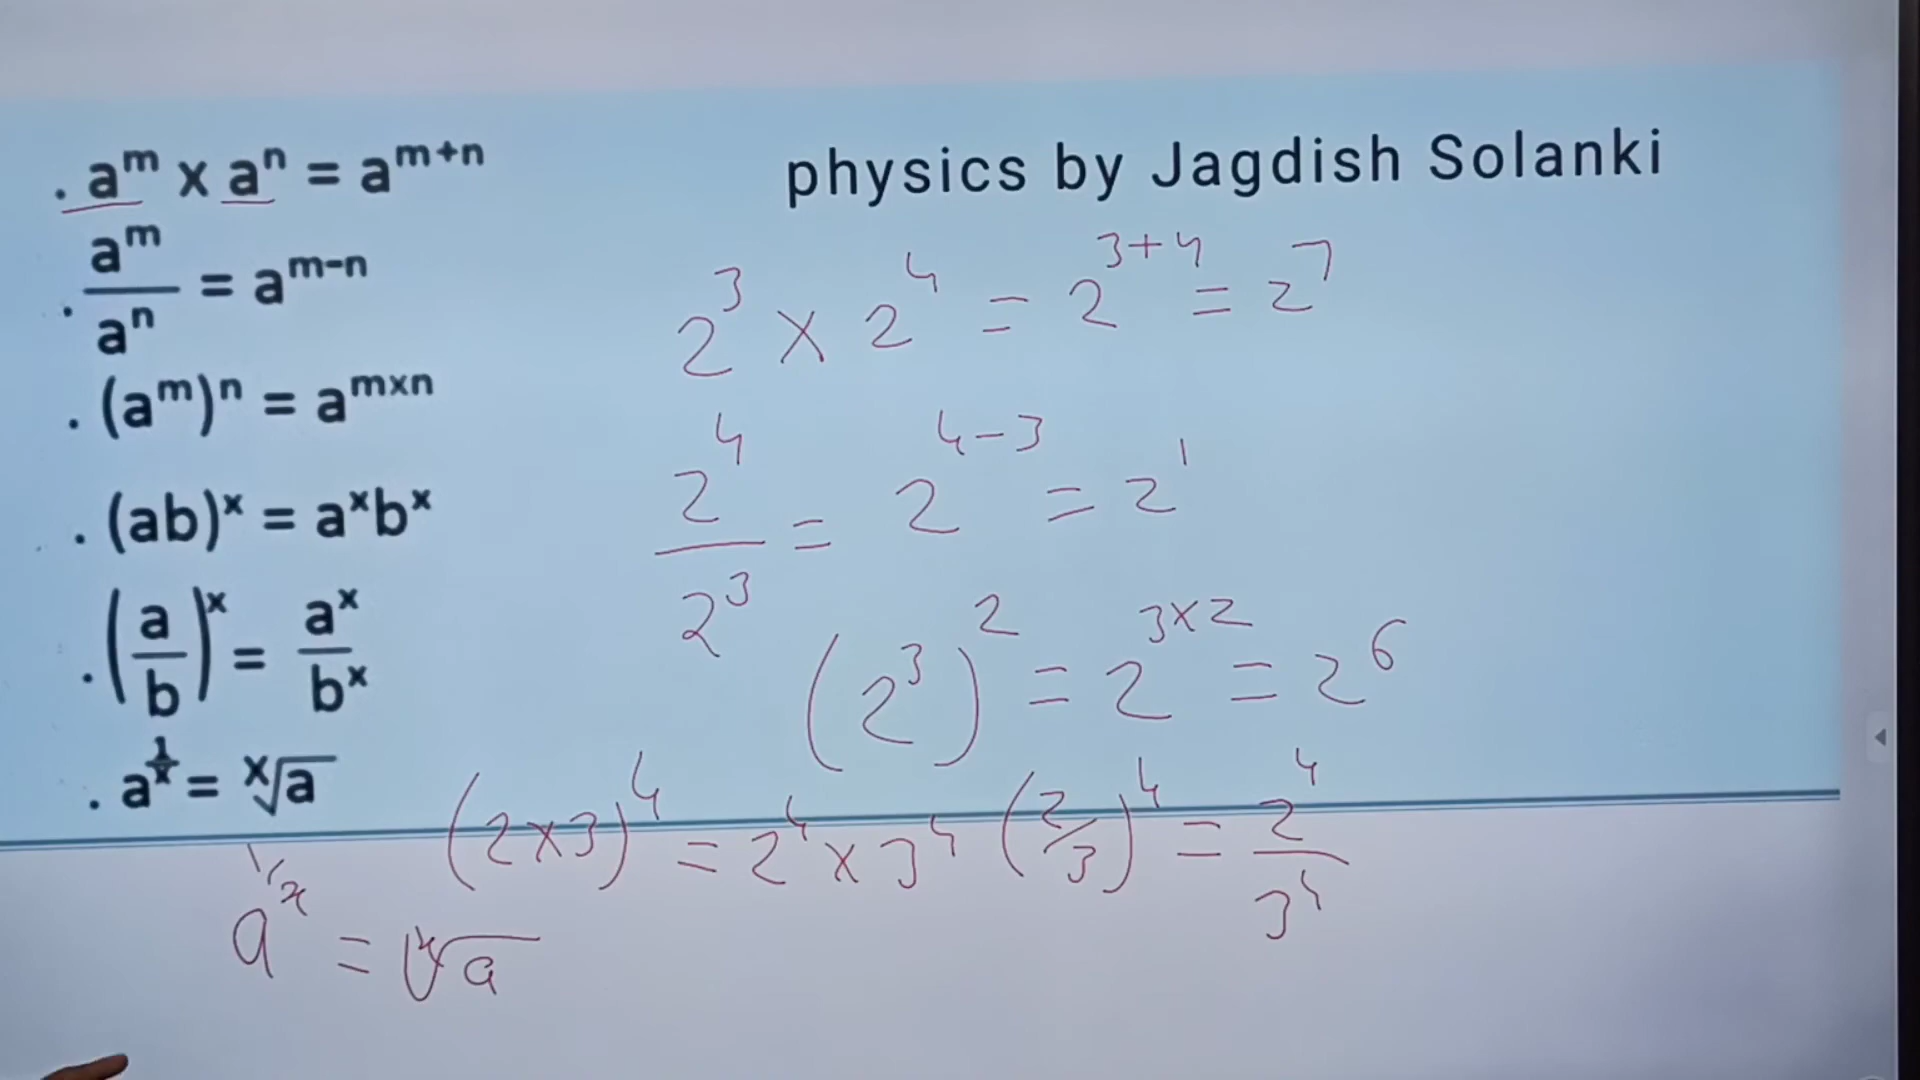 . aᵐ x aⁿ = aᵐ⁺ⁿ
physics by Jagdish Solanki
. aᵐ/aⁿ = aᵐ⁻ⁿ
. (aᵐ)ⁿ = aᵐˣⁿ
. (ab)ˣ = aˣbˣ
. (a/b)ˣ = aˣ/bˣ
. a^(1/x) = ˣ√a
2³ × 2⁴ = 2³⁺⁴ = 2⁷
2⁴/2³ = 2⁴⁻³ = 2¹
(2³)² = 2³ˣ² = 2⁶
(2×3)⁴ = 2⁴ × 3⁴
(2/3)⁴ = 2⁴/3⁴
a^(1/x) = ˣ√a